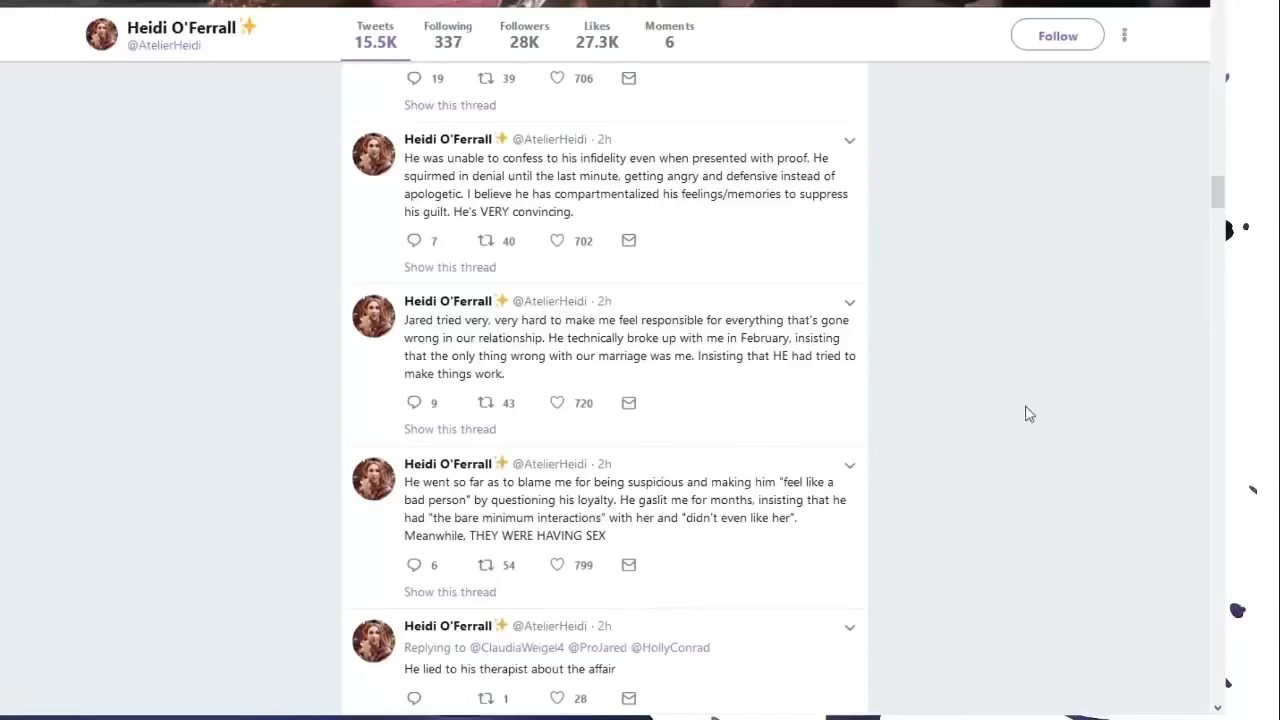 Heidi O'Ferrall✨
@AtelierHeidi
Tweets Following Followers Likes Moments
15.5K 337 28K 27.3K 6
Follow
19 39 706
Show this thread
Heidi O'Ferrall✨ @AtelierHeidi · 2h
He was unable to confess to his infidelity even when presented with proof. He
squirmed in denial until the last minute, getting angry and defensive instead of
apologetic. I believe he has compartmentalized his feelings/memories to suppress
his guilt. He's VERY convincing.
7 40 702
Show this thread
Heidi O'Ferrall✨ @AtelierHeidi · 2h
Jared tried very, very hard to make me feel responsible for everything that's gone
wrong in our relationship. He technically broke up with me in February, insisting
that the only thing wrong with our marriage was me. Insisting that HE had tried to
make things work.
9 43 720
Show this thread
Heidi O'Ferrall✨ @AtelierHeidi · 2h
He went so far as to blame me for being suspicious and making him "feel like a
bad person" by questioning his loyalty. He gaslit me for months, insisting that he
had "the bare minimum interactions" with her and "didn't even like her".
Meanwhile, THEY WERE HAVING SEX
6 54 799
Show this thread
Heidi O'Ferrall✨ @AtelierHeidi · 2h
Replying to @ClaudiaWeigel4 @ProJared @HollyConrad
He lied to his therapist about the affair
1 28